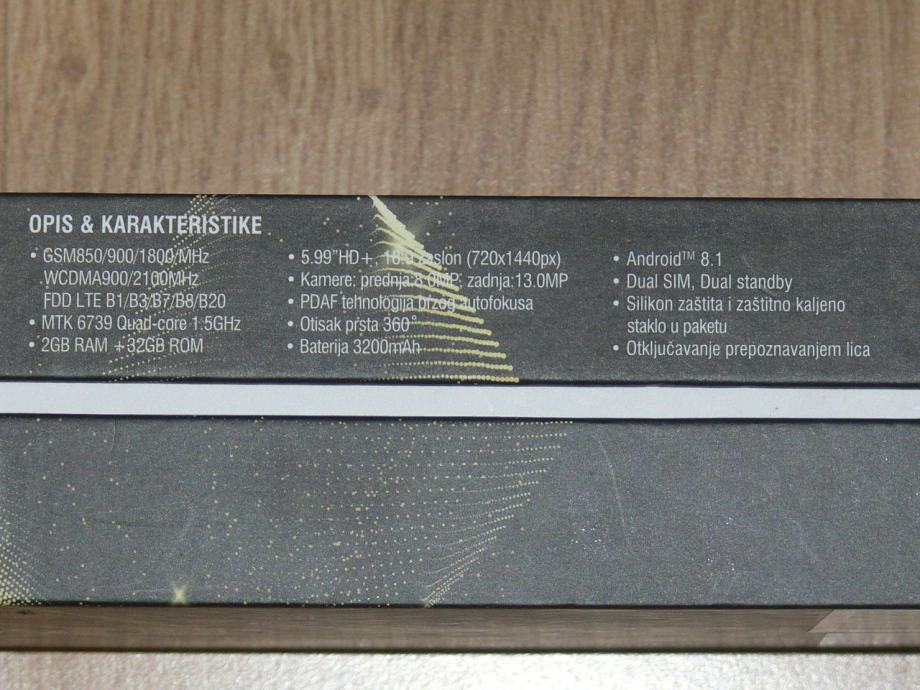 OPIS & KARAKTERISTIKE
• GSM850/900/1800/MHz
WCDMA900/2100MHz
FDD LTE B1/B3/B7/B8/B20
• MTK 6739 Quad-core 1.5GHz
• 2GB RAM +32GB ROM
• 5.99"HD+, 18:9 zaslon (720x1440px)
• Kamere: prednja:8.0MP; zadnja:13.0MP
• PDAF tehnologija brzog autofokusa
• Otisak prsta 360°
• Baterija 3200mAh
• Android™ 8.1
• Dual SIM, Dual standby
• Silikon zaštita i zaštitno kaljeno
staklo u paketu
• Otključavanje prepoznavanjem lica